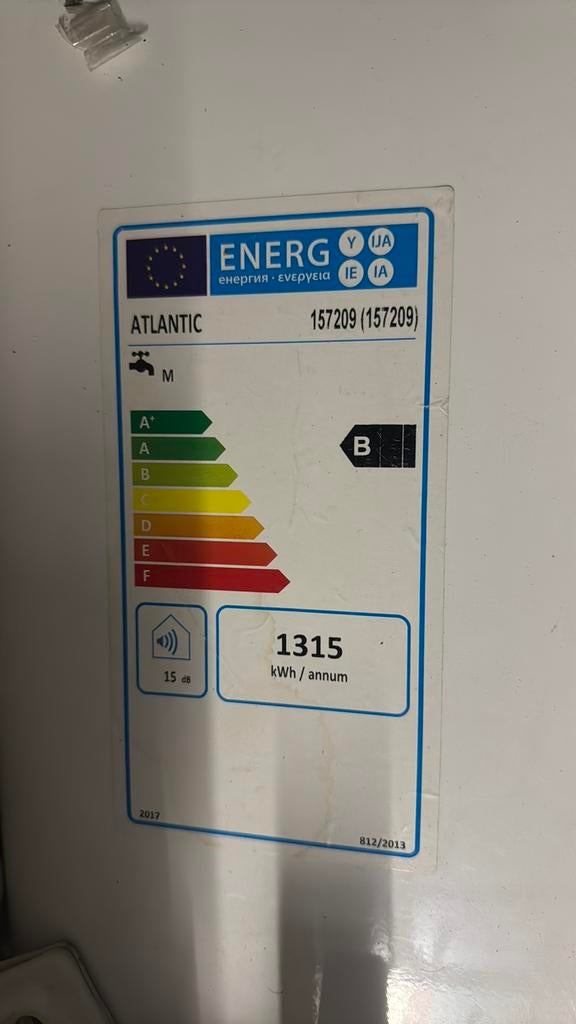 ENERG Y IJA
енергия · ενεργεια IE IA
ATLANTIC 157209 (157209)
M
A+
A
B
B
C
D
E
F
1315
kWh / annum
15 dB
2017
812/2013